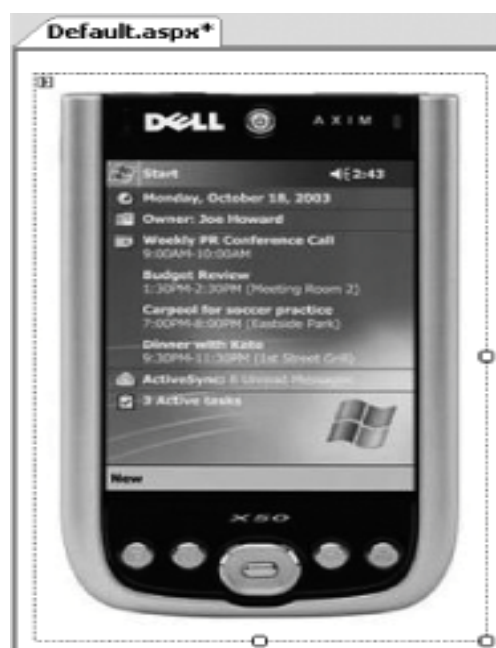 Default.aspx*
DELL AXIM
Start 2:43
Monday, October 18, 2003
Owner: Joe Howard
Weekly PR Conference Call
9:00AM-10:00AM
Budget Review
1:30PM-2:30PM (Meeting Room 2)
Carpool for soccer practice
7:00PM-8:00PM (Eastside Park)
Dinner with Kate
9:30PM-11:30PM (1st Street Grill)
ActiveSync: 8 Unread Messages
3 Active tasks
New
X50